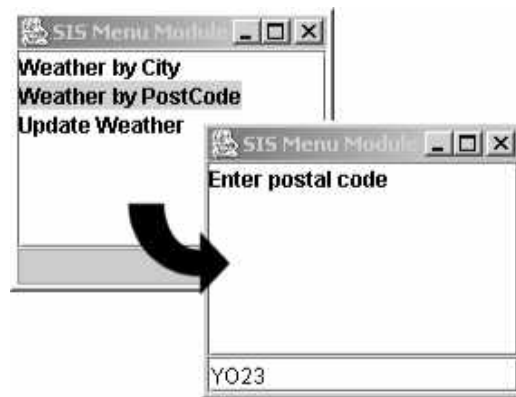 SIS Menu Module
Weather by City
Weather by PostCode
Update Weather
SIS Menu Module
Enter postal code
YO23